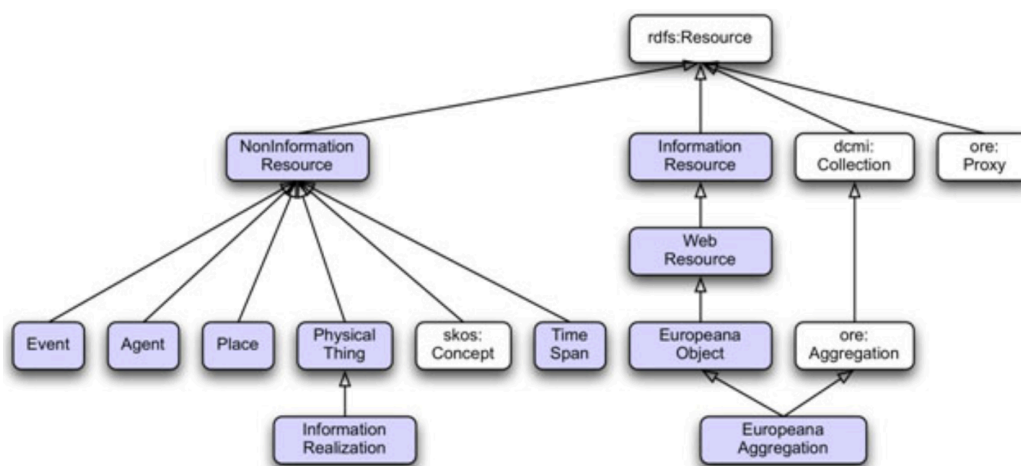 rdfs:Resource
NonInformation
Resource
Information
Resource
dcmi:
Collection
ore:
Proxy
Web
Resource
Event
Agent
Place
Physical
Thing
skos:
Concept
Time
Span
Europeana
Object
ore:
Aggregation
Information
Realization
Europeana
Aggregation